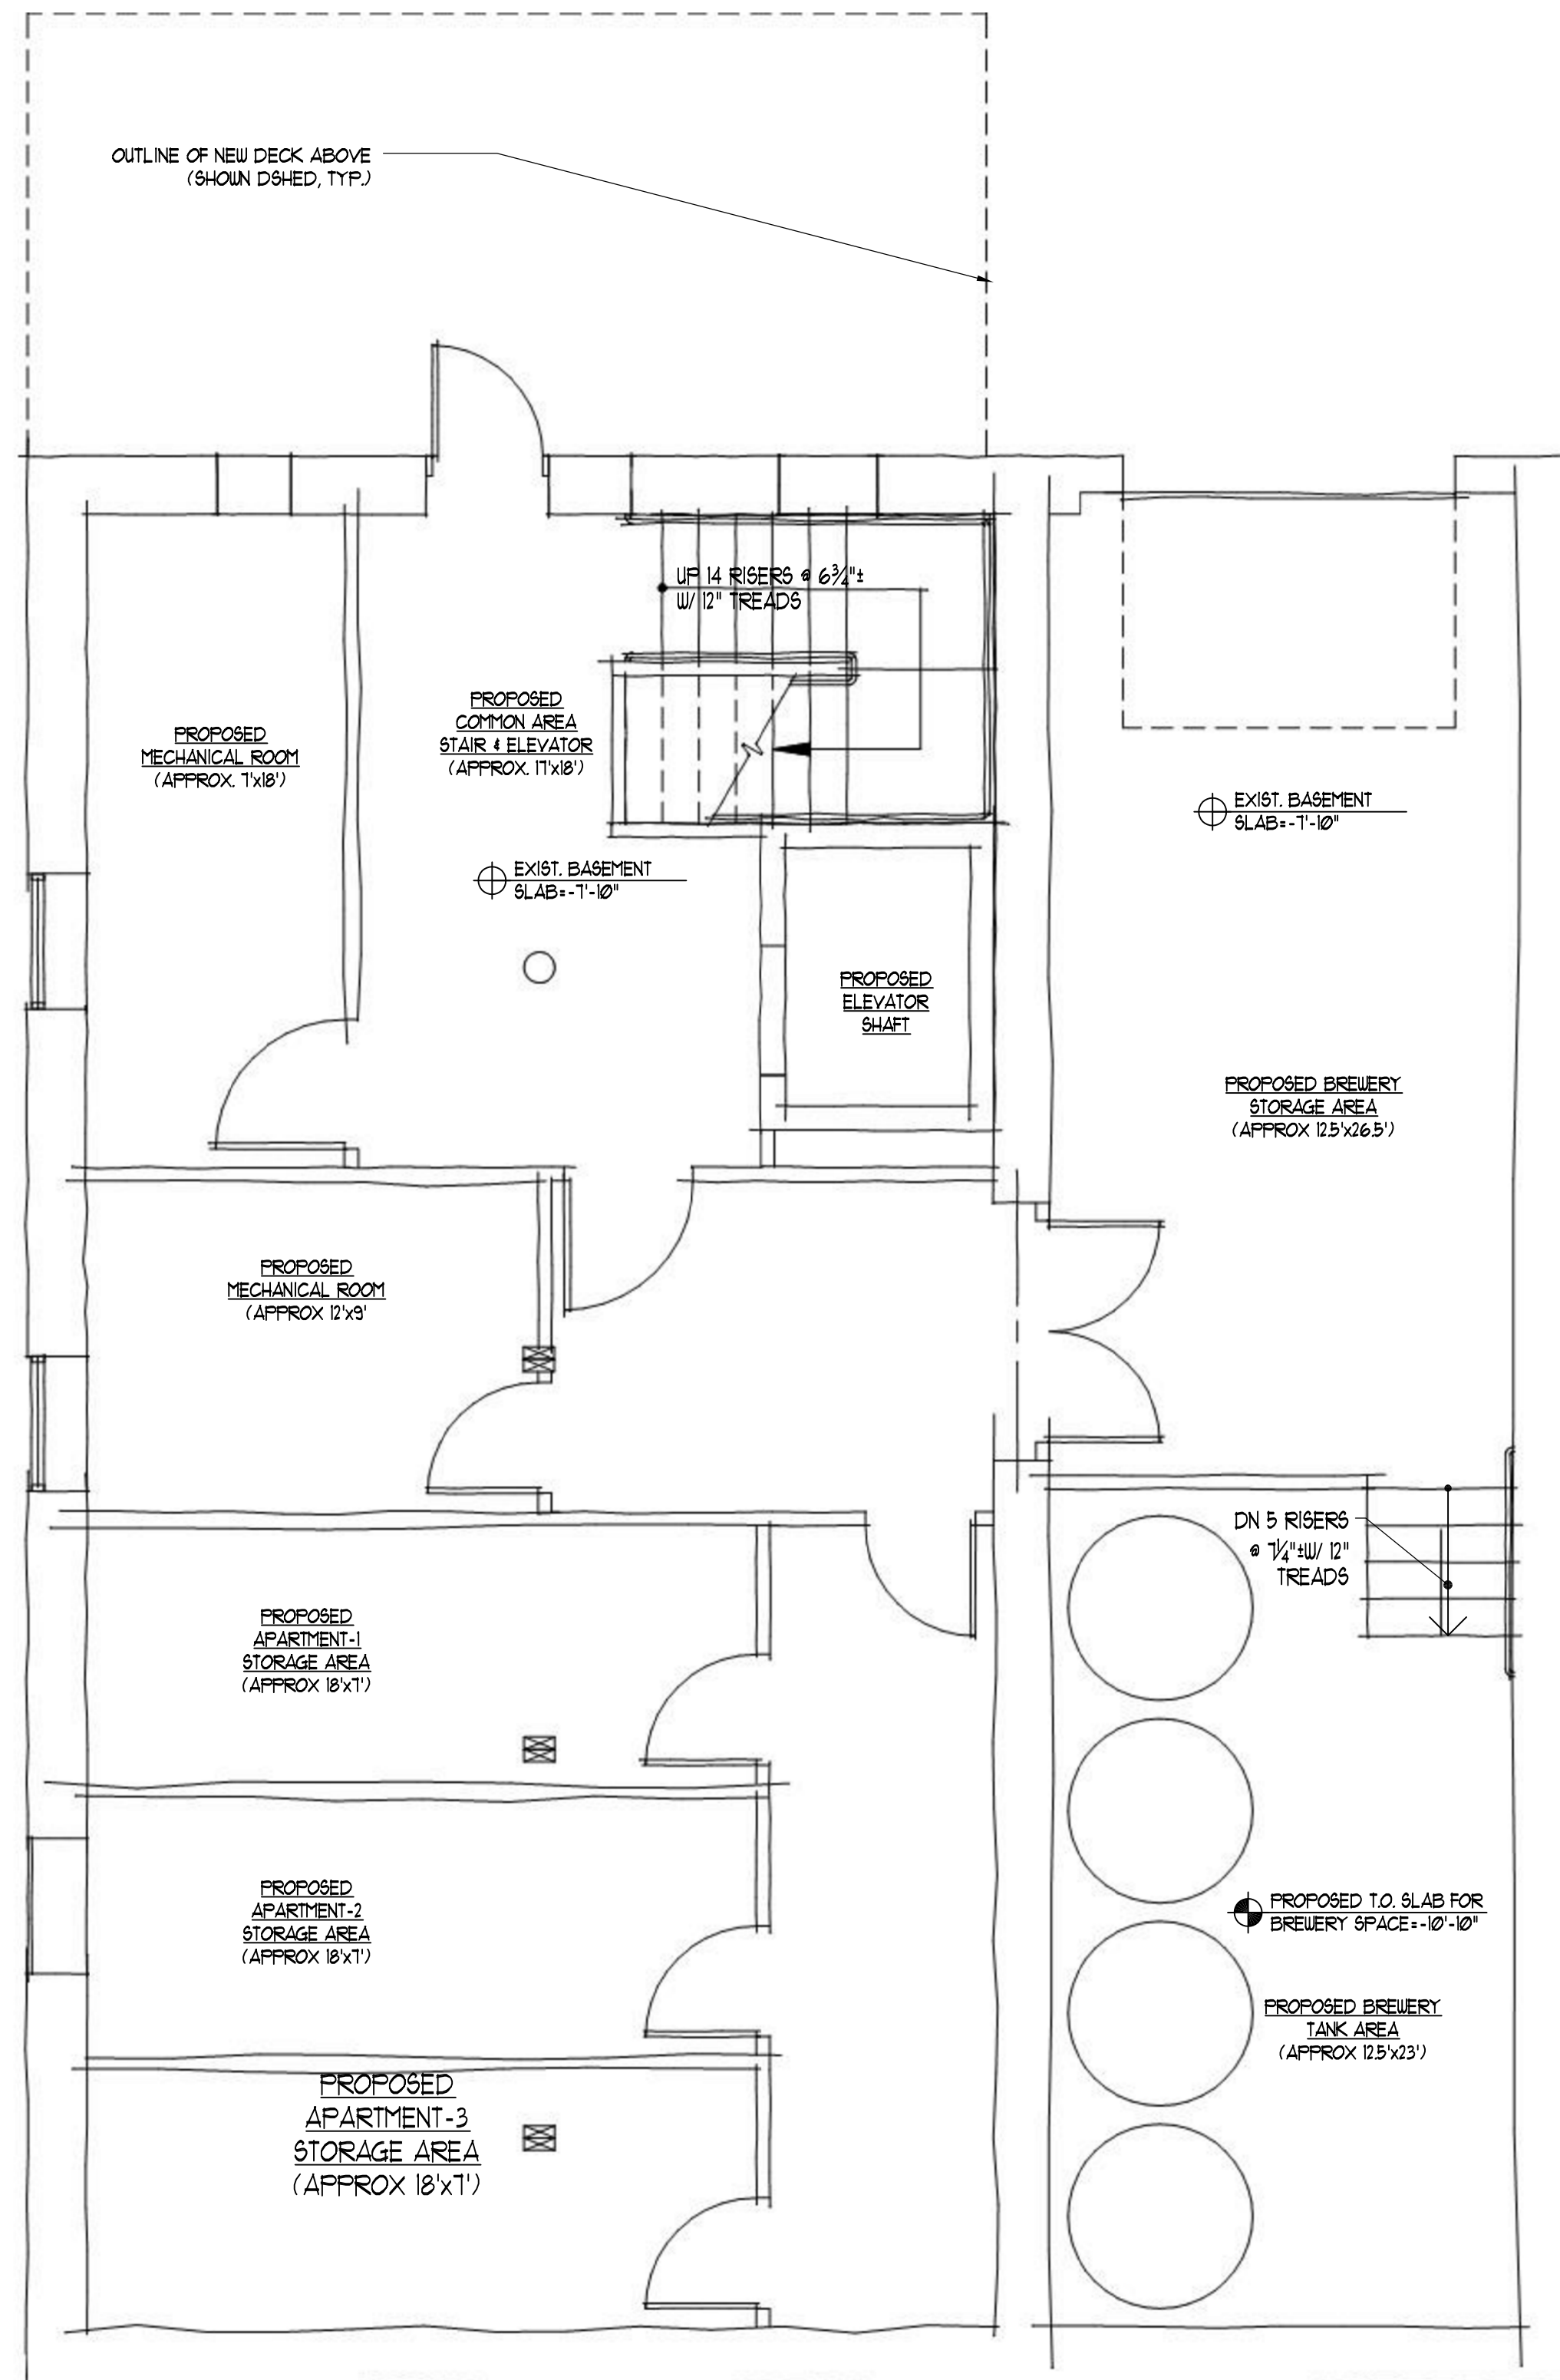 OUTLINE OF NEW DECK ABOVE
(SHOWN DSHED, TYP.)
UP 14 RISERS @ 6¾"±
W/ 12" TREADS
PROPOSED
MECHANICAL ROOM
(APPROX. 7'x18')
PROPOSED
COMMON AREA
STAIR & ELEVATOR
(APPROX. 17'x18')
EXIST. BASEMENT
SLAB=-7'-10"
EXIST. BASEMENT
SLAB=-7'-10"
PROPOSED
ELEVATOR
SHAFT
PROPOSED BREWERY
STORAGE AREA
(APPROX 12.5'x26.5')
PROPOSED
MECHANICAL ROOM
(APPROX 12'x9'
DN 5 RISERS
@ 7¼"±W/ 12"
TREADS
PROPOSED
APARTMENT-1
STORAGE AREA
(APPROX 18'x7')
PROPOSED
APARTMENT-2
STORAGE AREA
(APPROX 18'x7')
PROPOSED T.O. SLAB FOR
BREWERY SPACE=-10'-10"
PROPOSED BREWERY
TANK AREA
(APPROX 12.5'x23')
PROPOSED
APARTMENT-3
STORAGE AREA
(APPROX 18'x7')